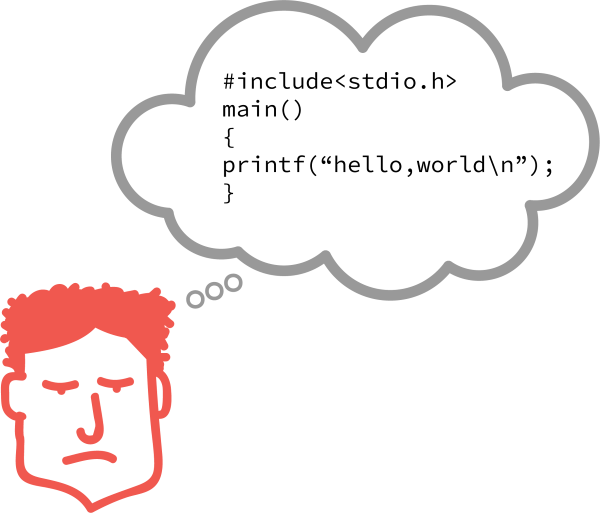 #include<stdio.h>
main()
{
printf(“hello,world\n”);
}